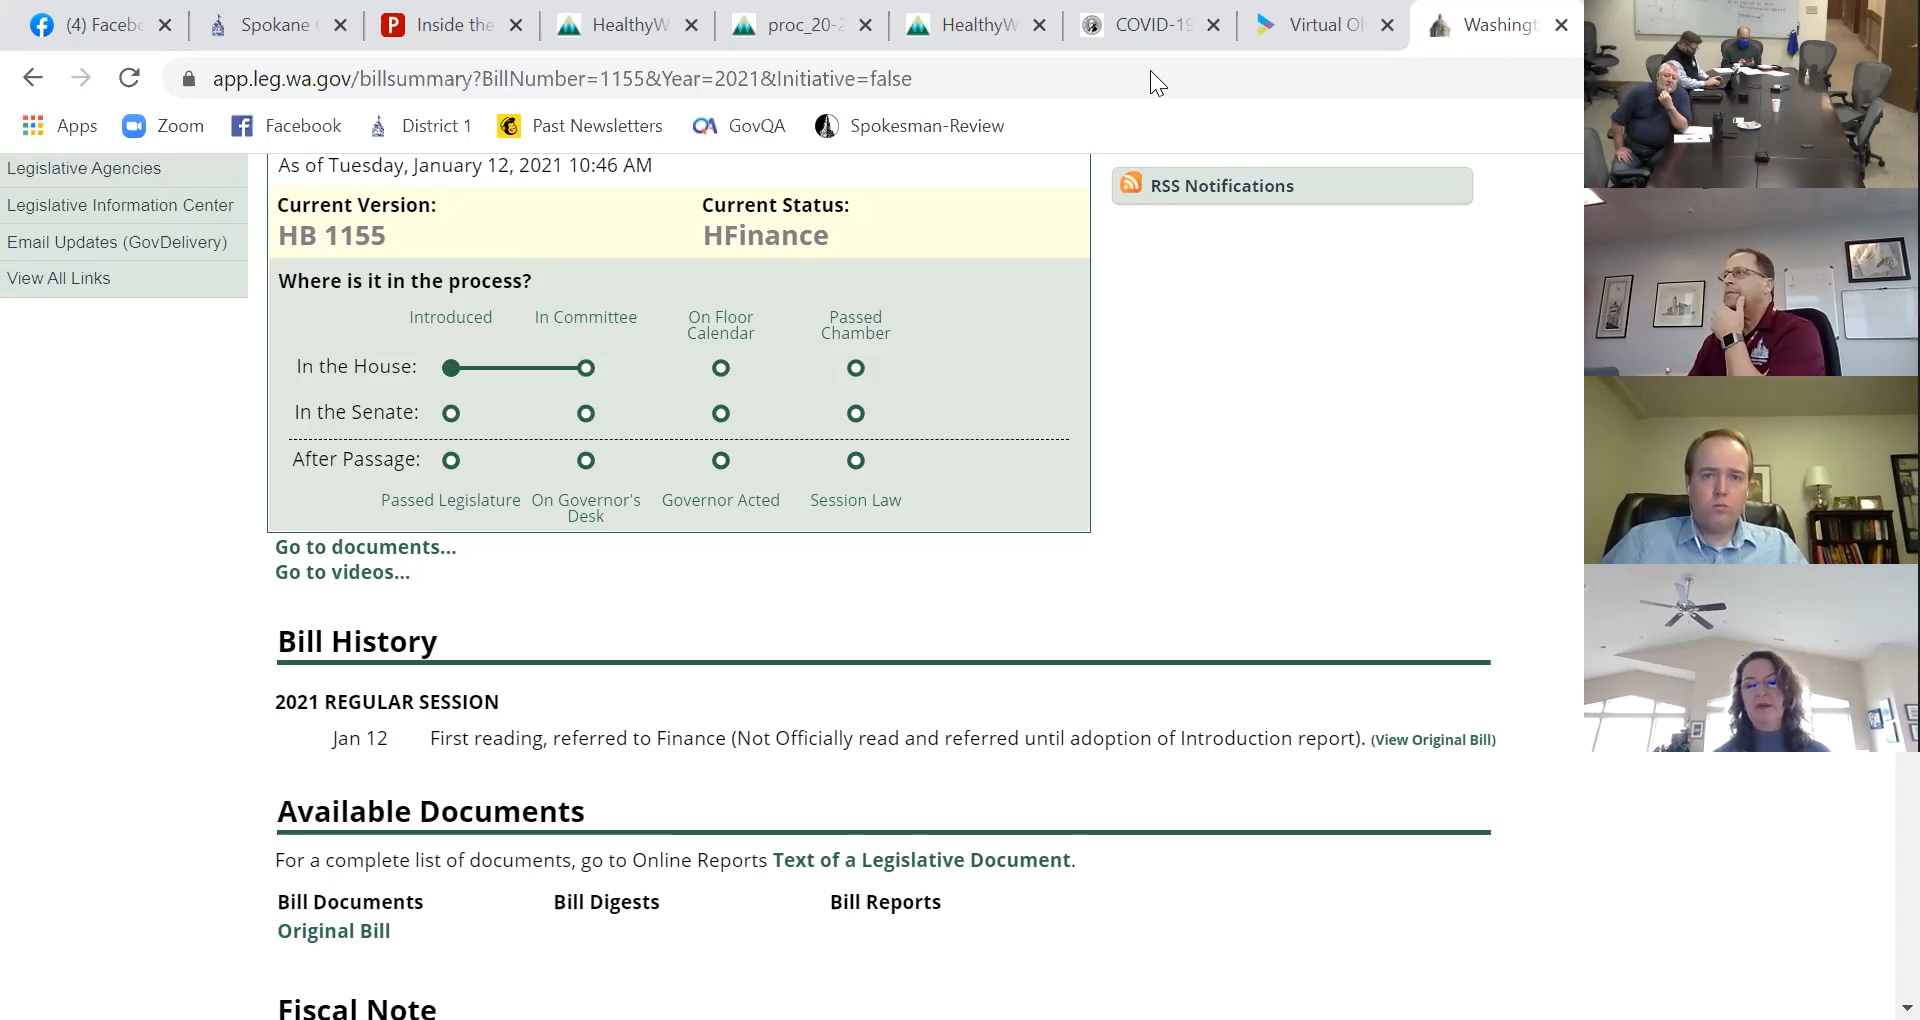 (4) Facebo
Spokane
Inside the
HealthyW
proc_20-2
HealthyW
COVID-19
Virtual Ol
Washingt
app.leg.wa.gov/billsummary?BillNumber=1155&Year=2021&Initiative=false
Apps
Zoom
Facebook
District 1
Past Newsletters
GovQA
Spokesman-Review
Legislative Agencies
Legislative Information Center
Email Updates (GovDelivery)
View All Links
As of Tuesday, January 12, 2021 10:46 AM
RSS Notifications
Current Version:
HB 1155
Current Status:
HFinance
Where is it in the process?
Introduced
In Committee
On Floor
Calendar
Passed
Chamber
In the House:
In the Senate:
After Passage:
Passed Legislature
On Governor's
Desk
Governor Acted
Session Law
Go to documents...
Go to videos...
Bill History
2021 REGULAR SESSION
Jan 12 First reading, referred to Finance (Not Officially read and referred until adoption of Introduction report). (View Original Bill)
Available Documents
For a complete list of documents, go to Online Reports Text of a Legislative Document.
Bill Documents
Bill Digests
Bill Reports
Original Bill
Fiscal Note